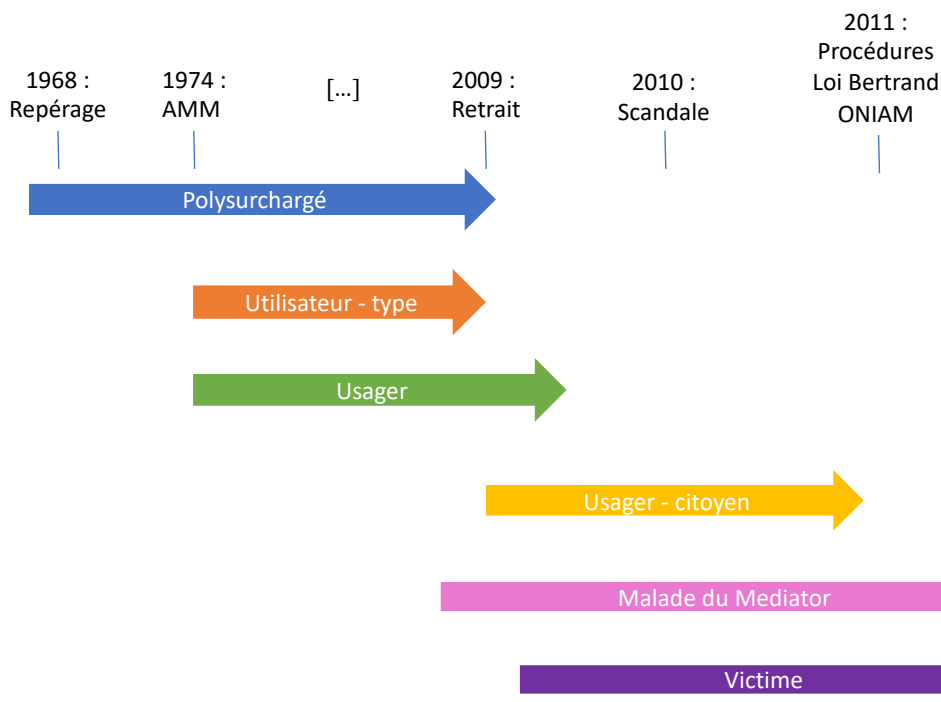 1968 :
Repérage
1974 :
AMM
[…]
2009 :
Retrait
2010 :
Scandale
2011 :
Procédures
Loi Bertrand
ONIAM
Polysurchargé
Utilisateur - type
Usager
Usager - citoyen
Malade du Mediator
Victime